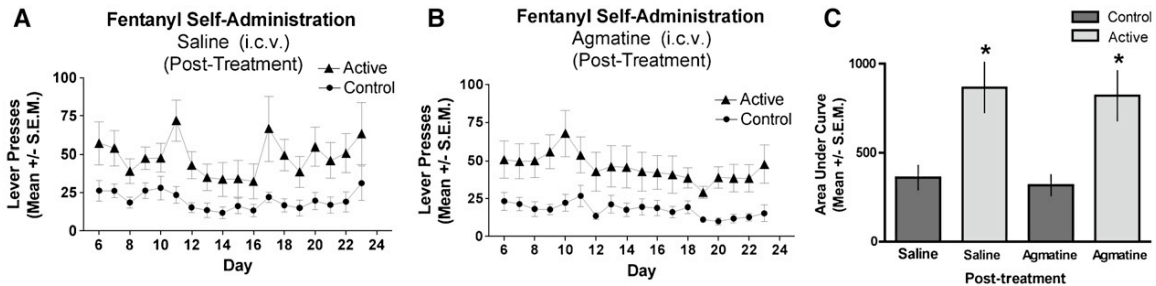 A
Fentanyl Self-Administration
Saline (i.c.v.)
(Post-Treatment)
Active
Control
Lever Presses
(Mean +/- S.E.M.)
100
75
50
25
0
6 8 10 12 14 16 18 20 22 24
Day
B
Fentanyl Self-Administration
Agmatine (i.c.v.)
(Post-Treatment)
Active
Control
Lever Presses
(Mean +/- S.E.M.)
100
75
50
25
0
6 8 10 12 14 16 18 20 22 24
Day
C
Control
Active
Area Under Curve
(Mean +/- S.E.M.)
1000
500
0
* *
Saline Saline Agmatine Agmatine
Post-treatment